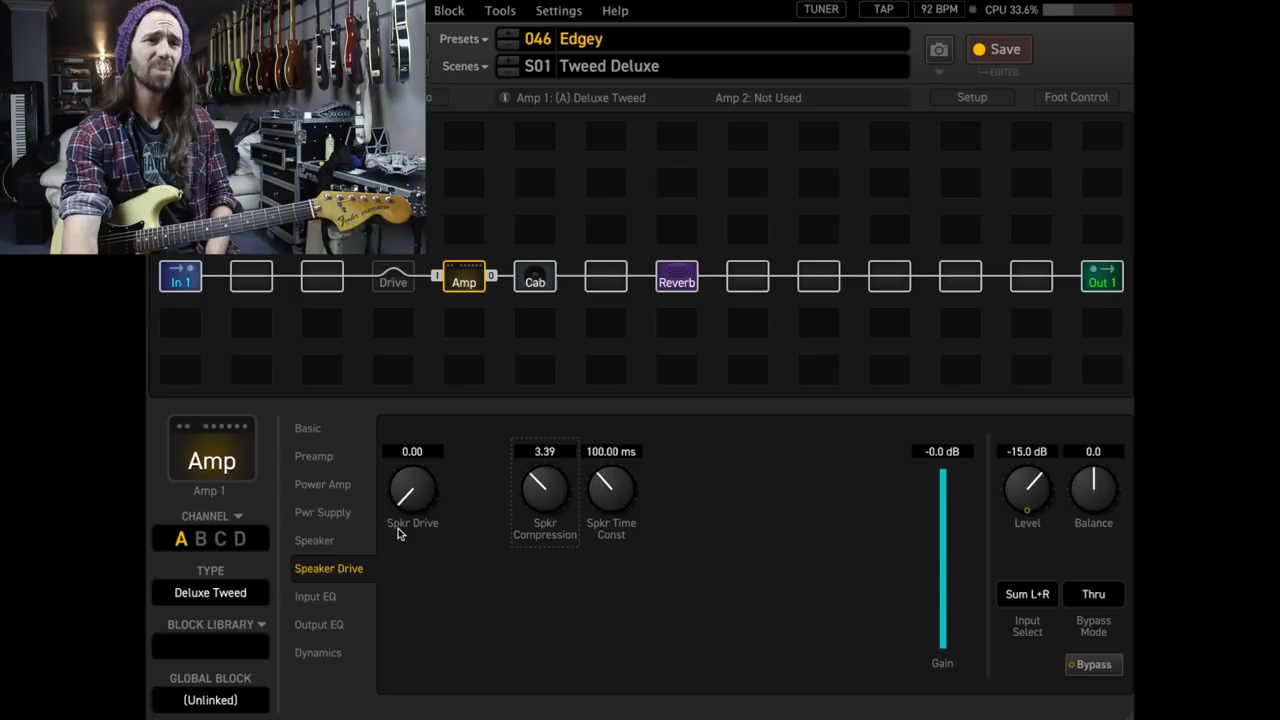 Block Tools Settings Help TUNER TAP 92 BPM CPU 33.6%
Presets 046 Edgey Save
EDITED
Scenes S01 Tweed Deluxe
o Amp 1: (A) Deluxe Tweed Amp 2: Not Used Setup Foot Control
In 1 Drive I Amp O Cab Reverb Out 1
Amp
Amp 1
CHANNEL
A B C D
TYPE
Deluxe Tweed
BLOCK LIBRARY
GLOBAL BLOCK
(Unlinked)
Basic
Preamp
Power Amp
Pwr Supply
Speaker
Speaker Drive
Input EQ
Output EQ
Dynamics
0.00 3.39 100.00 ms -0.0 dB -15.0 dB 0.0
Spkr Drive Spkr Compression Spkr Time Const Level Balance
Sum L+R Thru
Input Select Bypass Mode
Gain Bypass